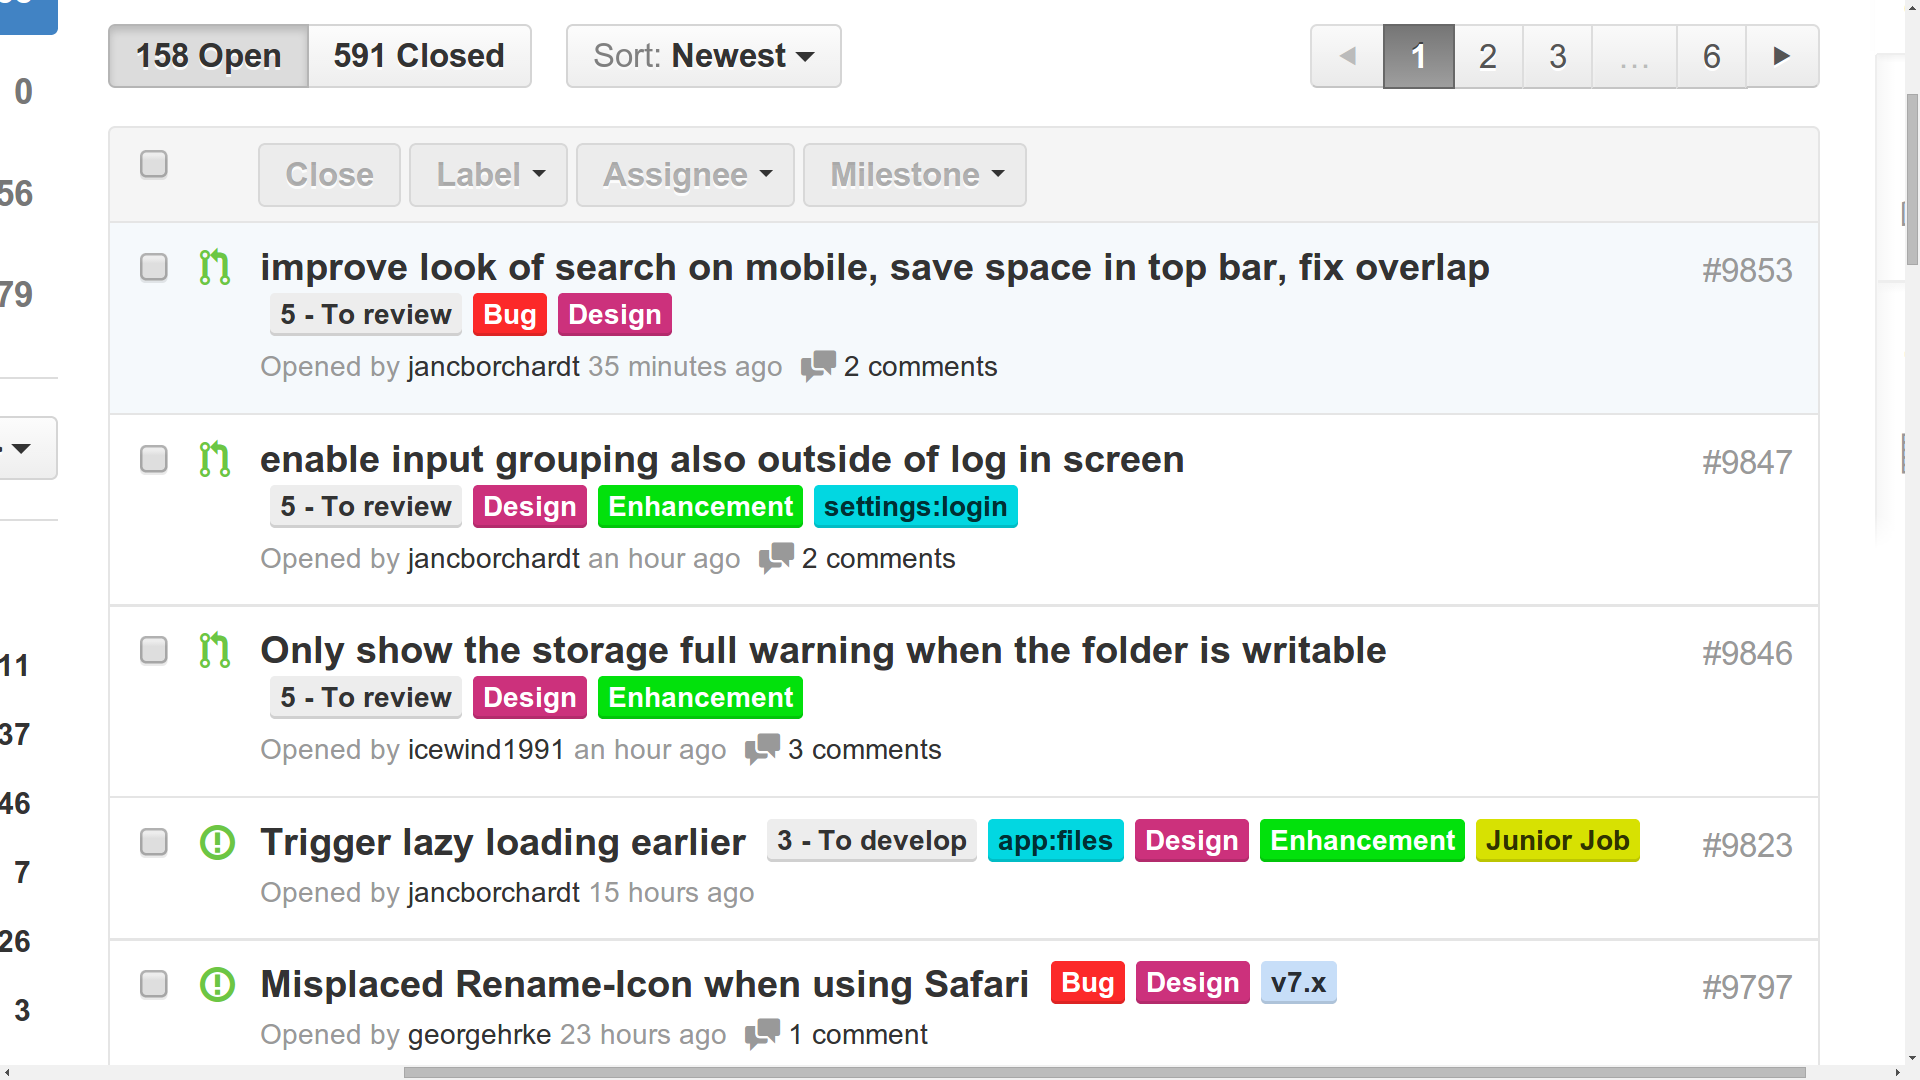 158 Open 591 Closed Sort: Newest 1 2 3 ... 6
0
56
79
Close Label Assignee Milestone
improve look of search on mobile, save space in top bar, fix overlap #9853
5 - To review Bug Design
Opened by jancborchardt 35 minutes ago 2 comments
enable input grouping also outside of log in screen #9847
5 - To review Design Enhancement settings:login
Opened by jancborchardt an hour ago 2 comments
Only show the storage full warning when the folder is writable #9846
5 - To review Design Enhancement
Opened by icewind1991 an hour ago 3 comments
Trigger lazy loading earlier 3 - To develop app:files Design Enhancement Junior Job #9823
Opened by jancborchardt 15 hours ago
Misplaced Rename-Icon when using Safari Bug Design v7.x #9797
Opened by georgehrke 23 hours ago 1 comment
11
37
46
7
26
3